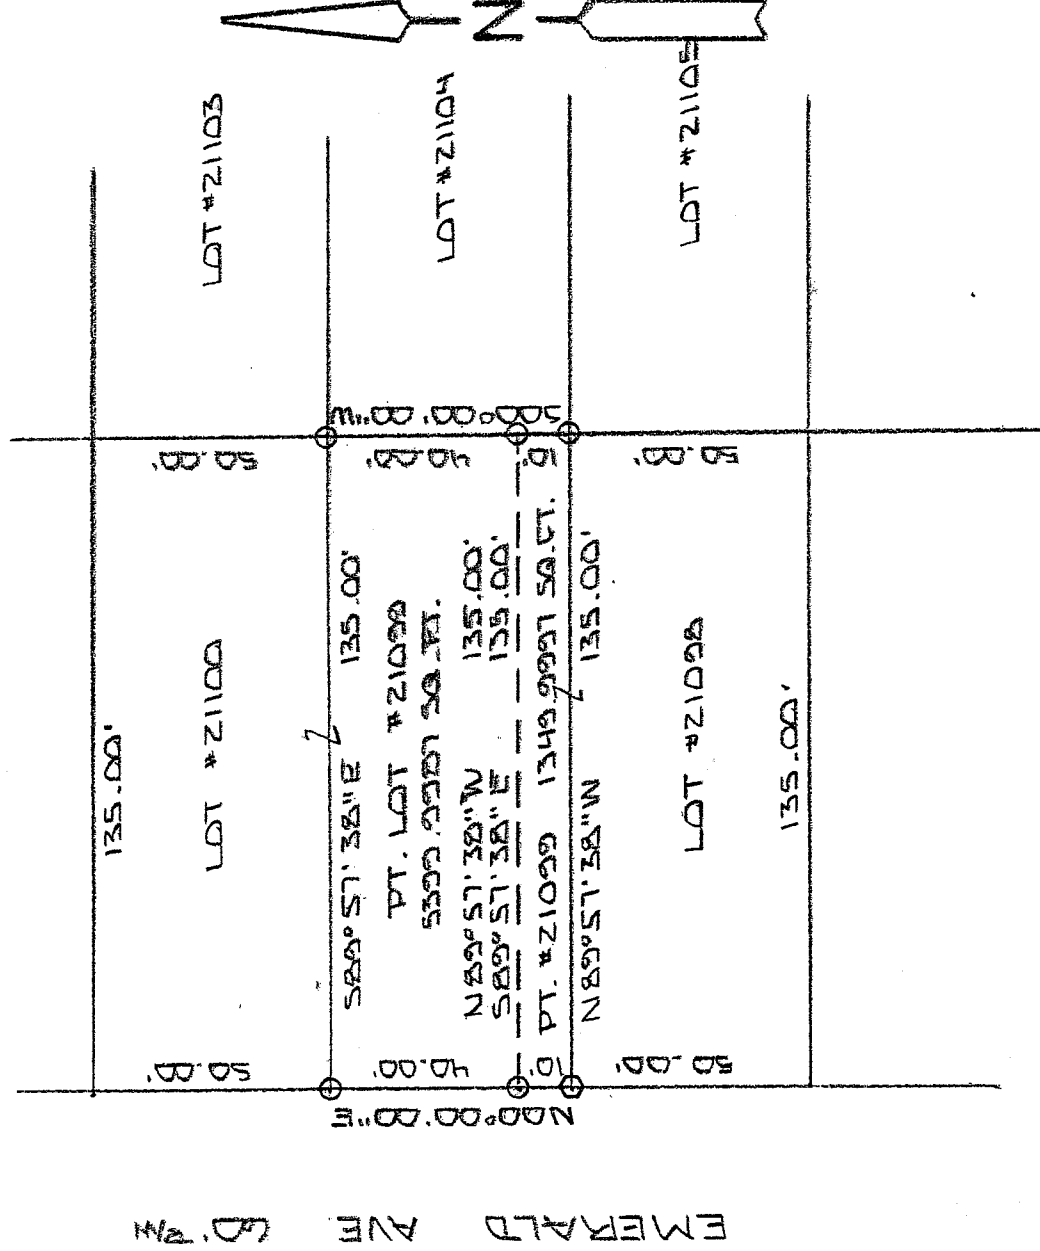 N
LOT #21103
LOT #21104
LOT #21105
50.00'
40.00'
10'
50.00'
S00°00'00"W
135.00'
LOT #21100
S89°57'38"E 135.00'
PT. LOT #21099
5399.9987 SQ. FT.
N89°57'38"W 135.00'
S89°57'38"E 135.00'
PT. #21099 1349.9997 SQ. FT.
N89°57'38"W 135.00'
LOT #21098
135.00'
50.00'
40.00'
10'
50.00'
N00°00'00"E
EMERALD AVE 60' R/W